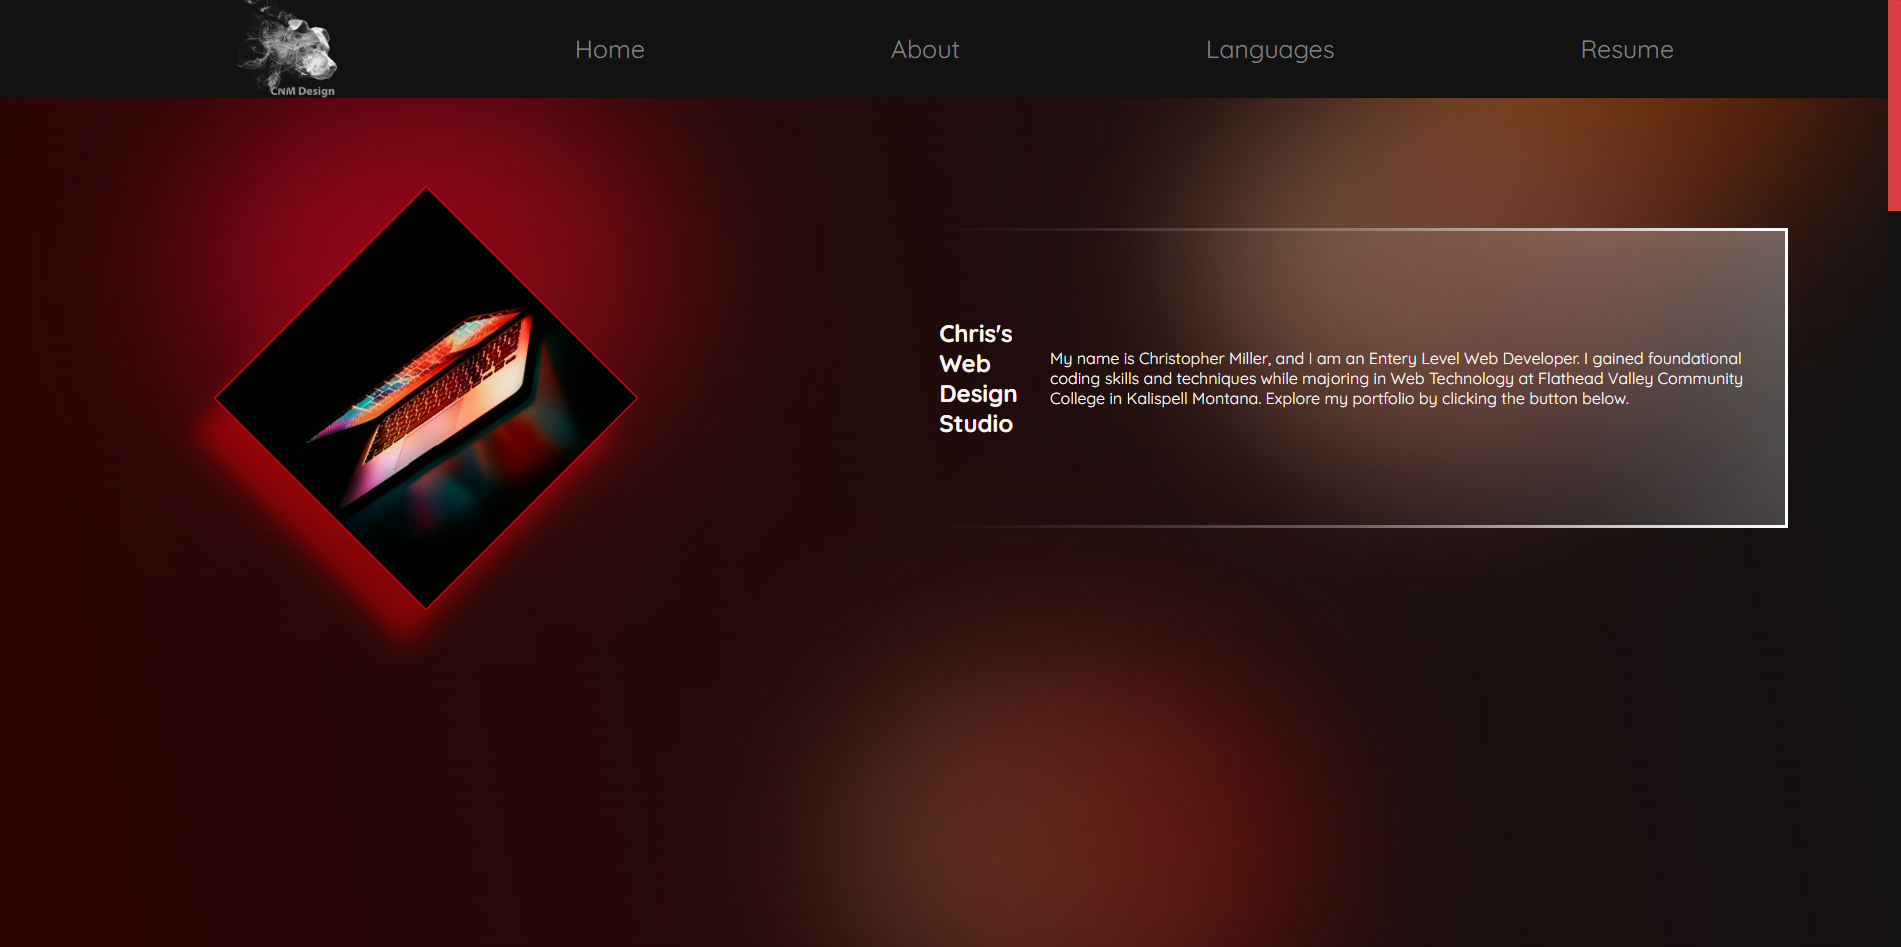 CNM Design
Home
About
Languages
Resume
Chris's
Web
Design
Studio
My name is Christopher Miller, and I am an Entery Level Web Developer. I gained foundational
coding skills and techniques while majoring in Web Technology at Flathead Valley Community
College in Kalispell Montana. Explore my portfolio by clicking the button below.